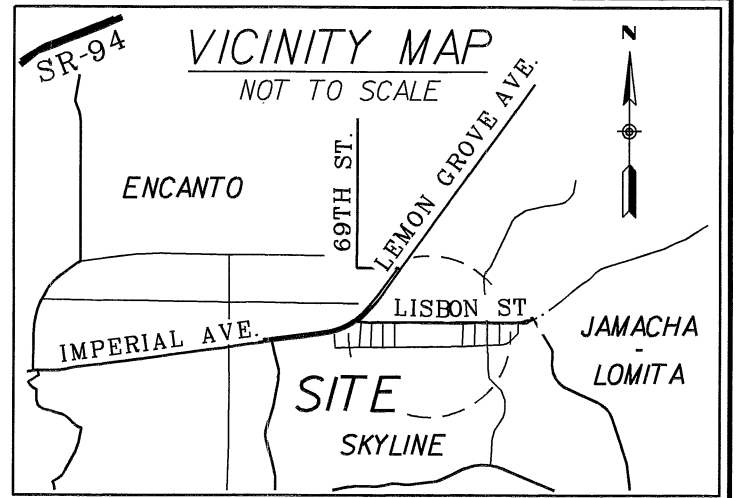 VICINITY MAP
NOT TO SCALE
SR-94
N
ENCANTO
69TH ST.
LEMON GROVE AVE.
LISBON ST
IMPERIAL AVE.
JAMACHA
-
LOMITA
SITE
SKYLINE